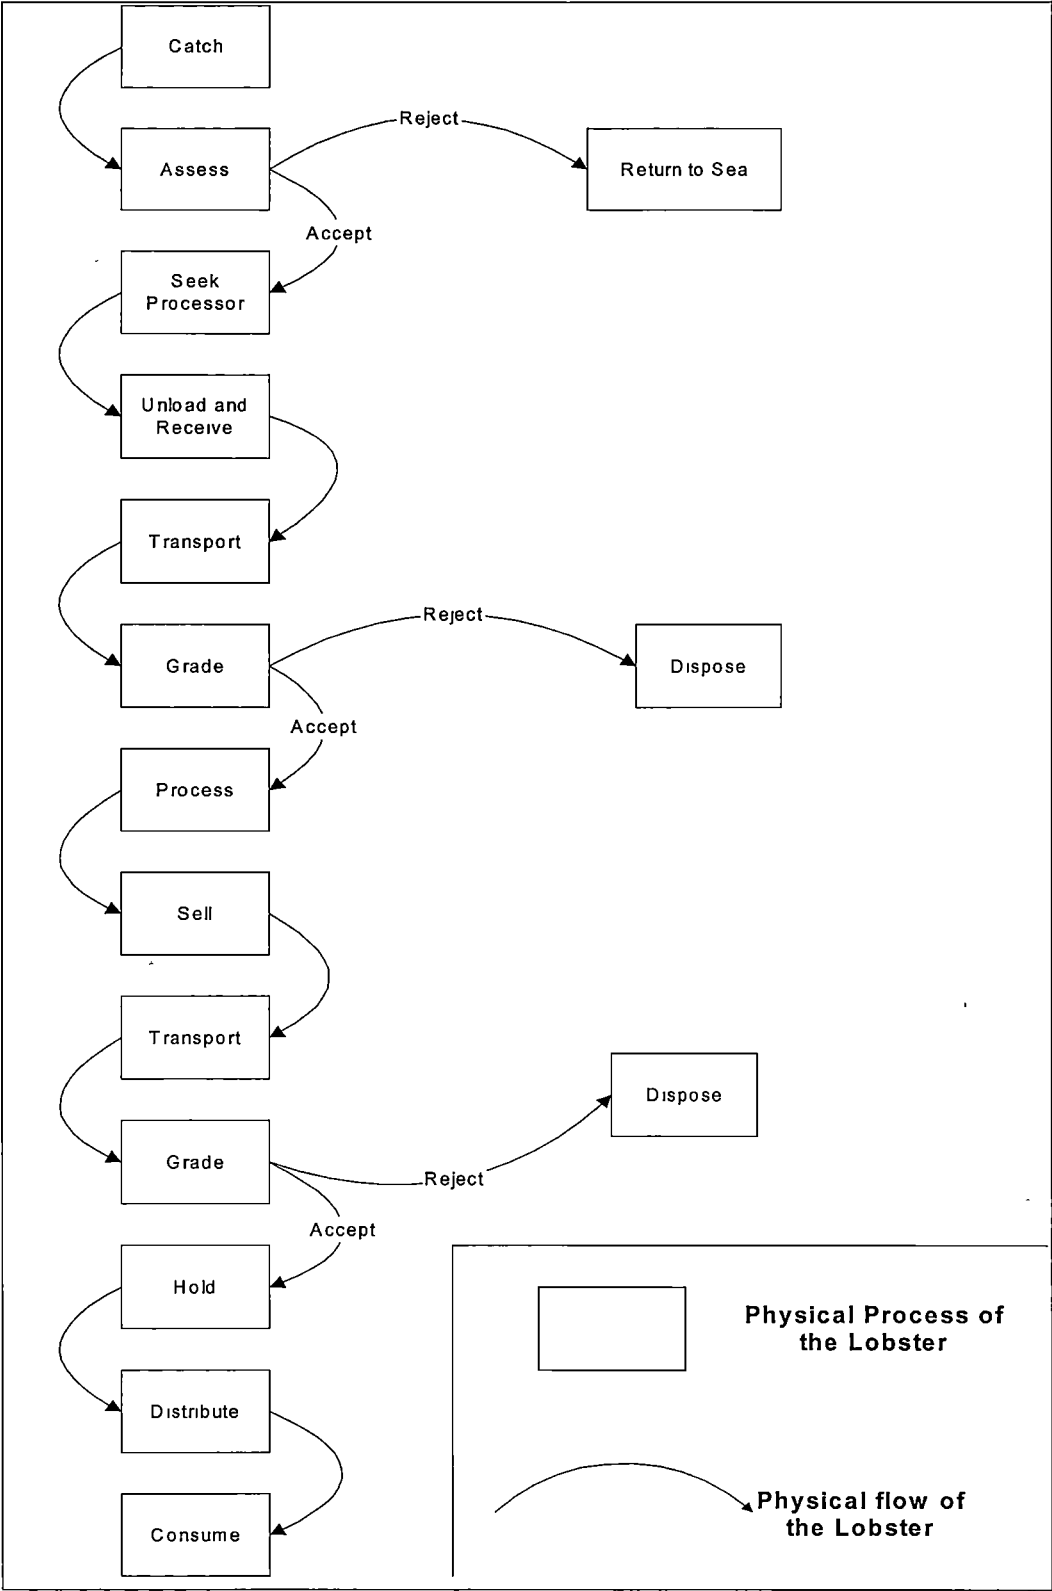 Catch
Reject
Assess
Return to Sea
Accept
Seek
Processor
Unload and
Receive
Transport
Reject
Grade
Dispose
Accept
Process
Sell
Transport
Dispose
Grade
Reject
Accept
Hold
Physical Process of
the Lobster
Distribute
Physical flow of
the Lobster
Consume